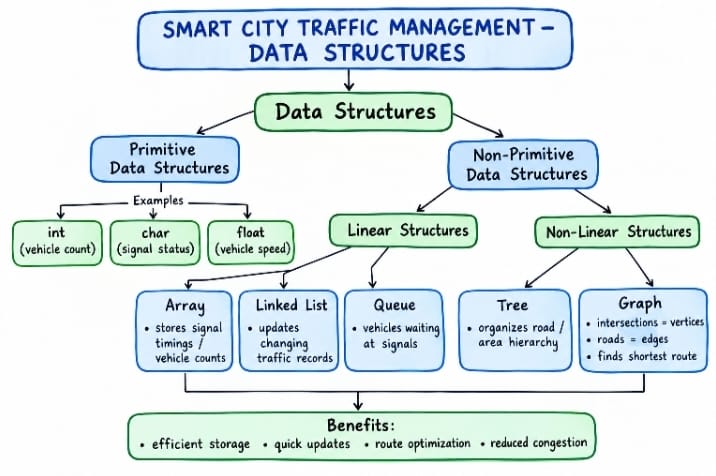 SMART CITY TRAFFIC MANAGEMENT –
DATA STRUCTURES
Data Structures
Primitive
Data Structures
Non-Primitive
Data Structures
Examples
int
(vehicle count)
char
(signal status)
float
(vehicle speed)
Linear Structures
Non-Linear Structures
Array
• stores signal
timings /
vehicle counts
Linked List
• updates
changing
traffic records
Queue
• vehicles waiting
at signals
Tree
• organizes road /
area hierarchy
Graph
• intersections = vertices
• roads = edges
• finds shortest route
Benefits:
• efficient storage • quick updates • route optimization • reduced congestion